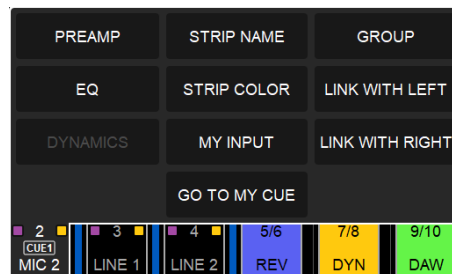 PREAMP STRIP NAME GROUP
EQ STRIP COLOR LINK WITH LEFT
DYNAMICS MY INPUT LINK WITH RIGHT
GO TO MY CUE
2 3 4 5/6 7/8 9/10
CUE1
MIC 2 LINE 1 LINE 2 REV DYN DAW